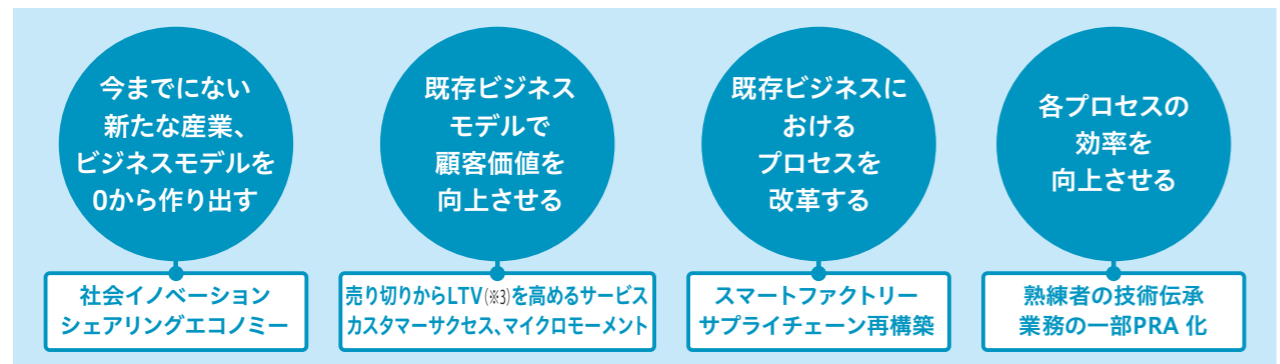 今までにない
新たな産業、
ビジネスモデルを
0から作り出す
社会イノベーション
シェアリングエコノミー
既存ビジネス
モデルで
顧客価値を
向上させる
売り切りからLTV(※3)を高めるサービス
カスタマーサクセス、マイクロモーメント
既存ビジネスに
おける
プロセスを
改革する
スマートファクトリー
サプライチェーン再構築
各プロセスの
効率を
向上させる
熟練者の技術伝承
業務の一部PRA 化